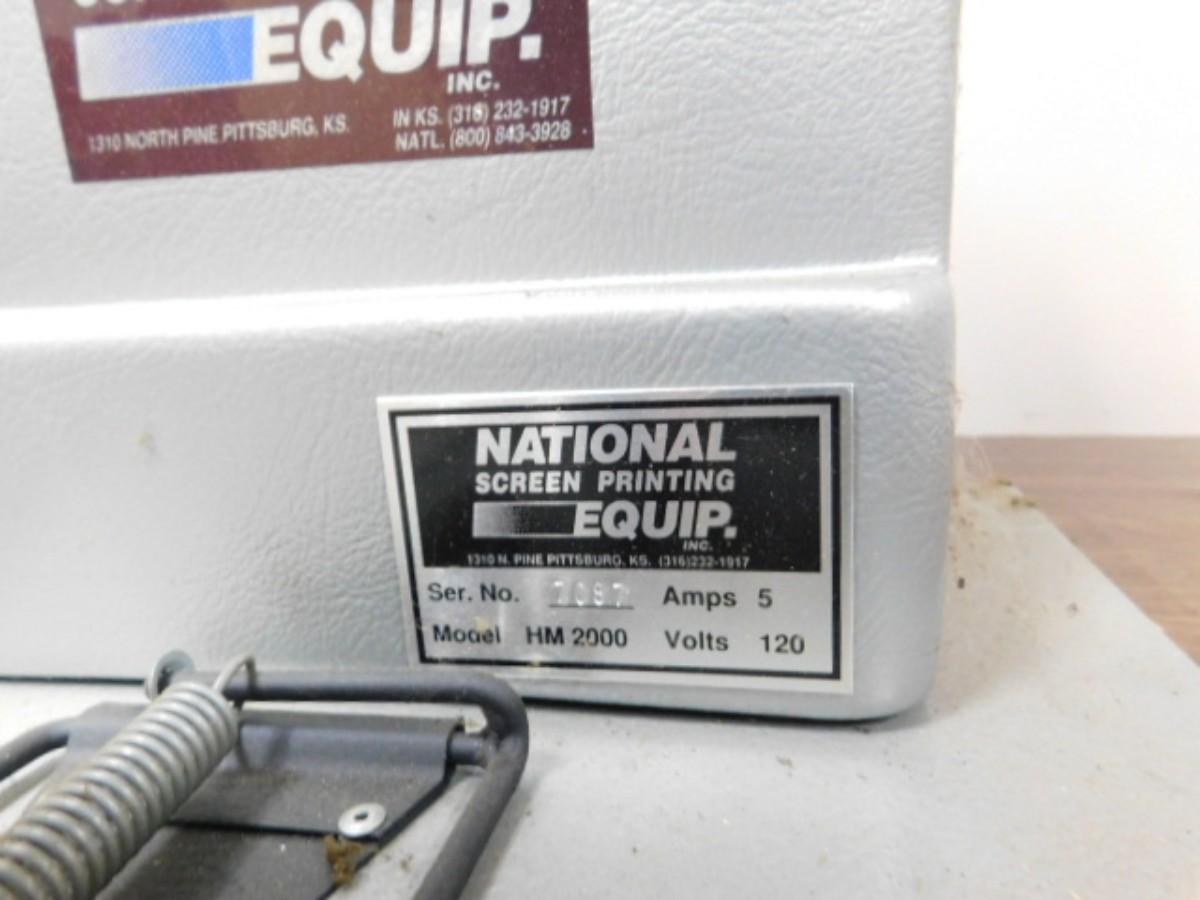 EQUIP.
INC.
1310 NORTH PINE PITTSBURG, KS.
IN KS. (316) 232-1917
NATL. (800) 843-3928
NATIONAL
SCREEN PRINTING
EQUIP.
INC.
1310 N. PINE PITTSBURG, KS. (316)232-1917
Ser. No. 7087 Amps 5
Model HM 2000 Volts 120